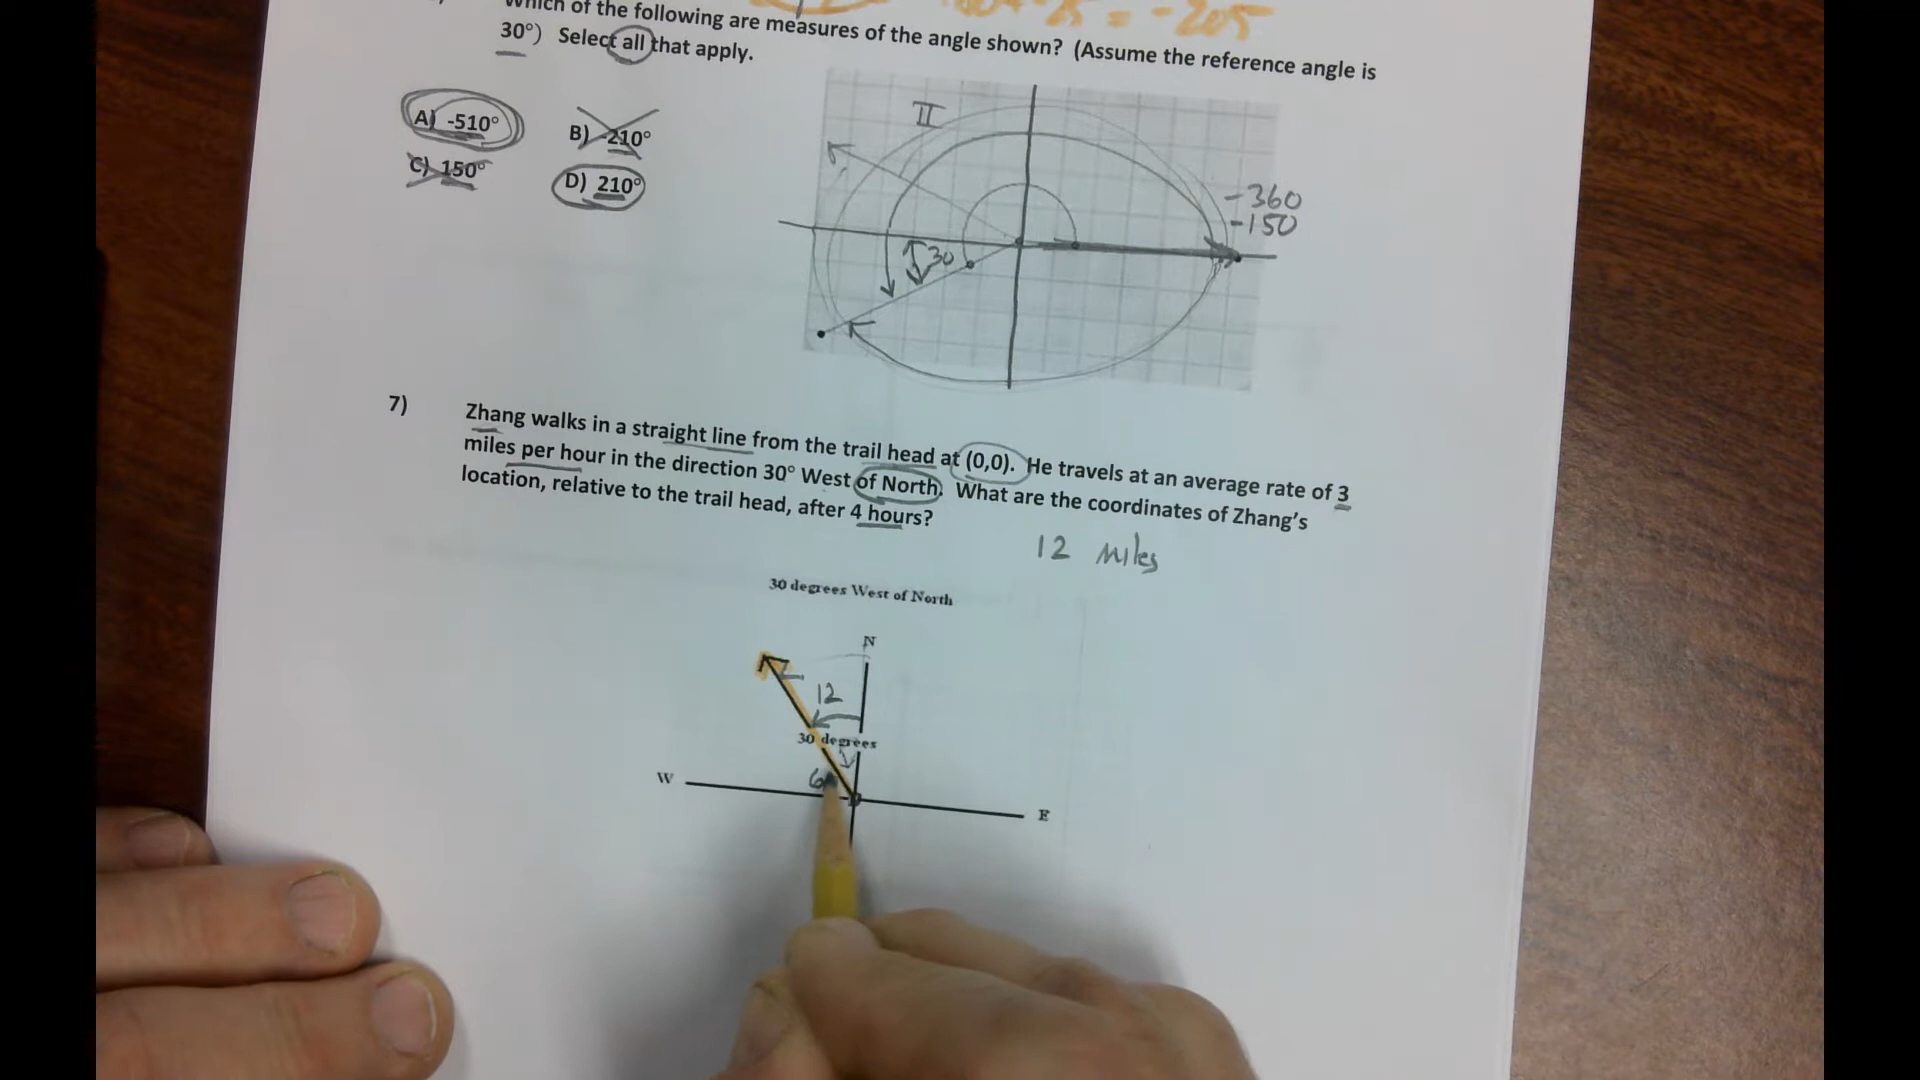 = -205
Which of the following are measures of the angle shown? (Assume the reference angle is
30°) Select all that apply.
A) -510°
B) -210°
C) 150°
D) 210°
II
-360
-150
30
7) Zhang walks in a straight line from the trail head at (0,0). He travels at an average rate of 3
miles per hour in the direction 30° West of North. What are the coordinates of Zhang's
location, relative to the trail head, after 4 hours?
12 miles
30 degrees West of North
N
12
30 degrees
6
W
E